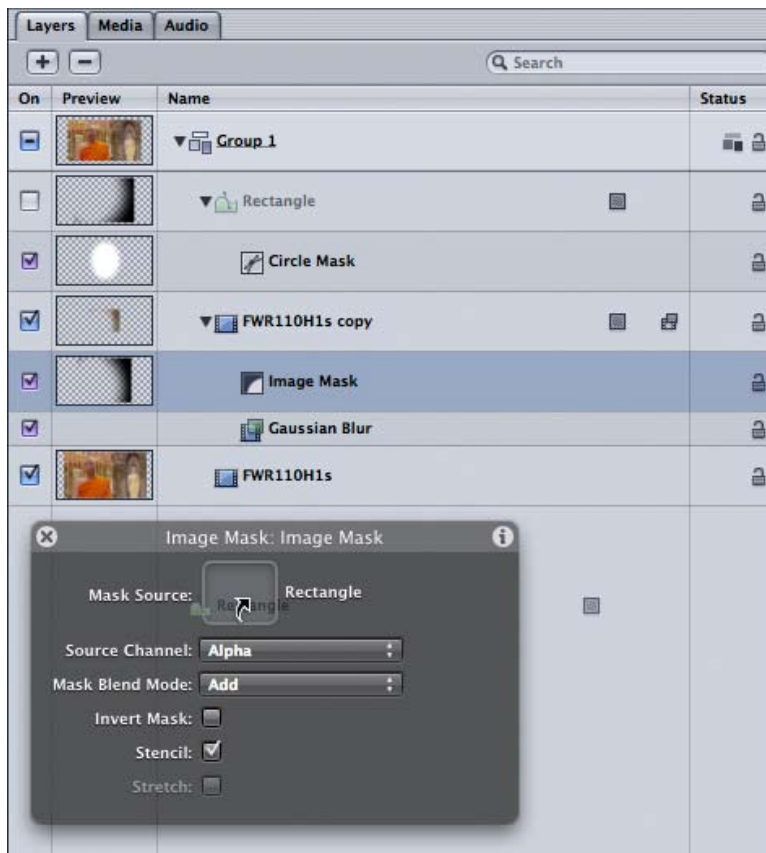 Layers Media Audio
+ - Search
On Preview Name Status
Group 1
Rectangle
Circle Mask
FWR110H1s copy
Image Mask
Gaussian Blur
FWR110H1s
Image Mask: Image Mask
Mask Source: Rectangle
Rectangle
Source Channel: Alpha
Mask Blend Mode: Add
Invert Mask:
Stencil:
Stretch: